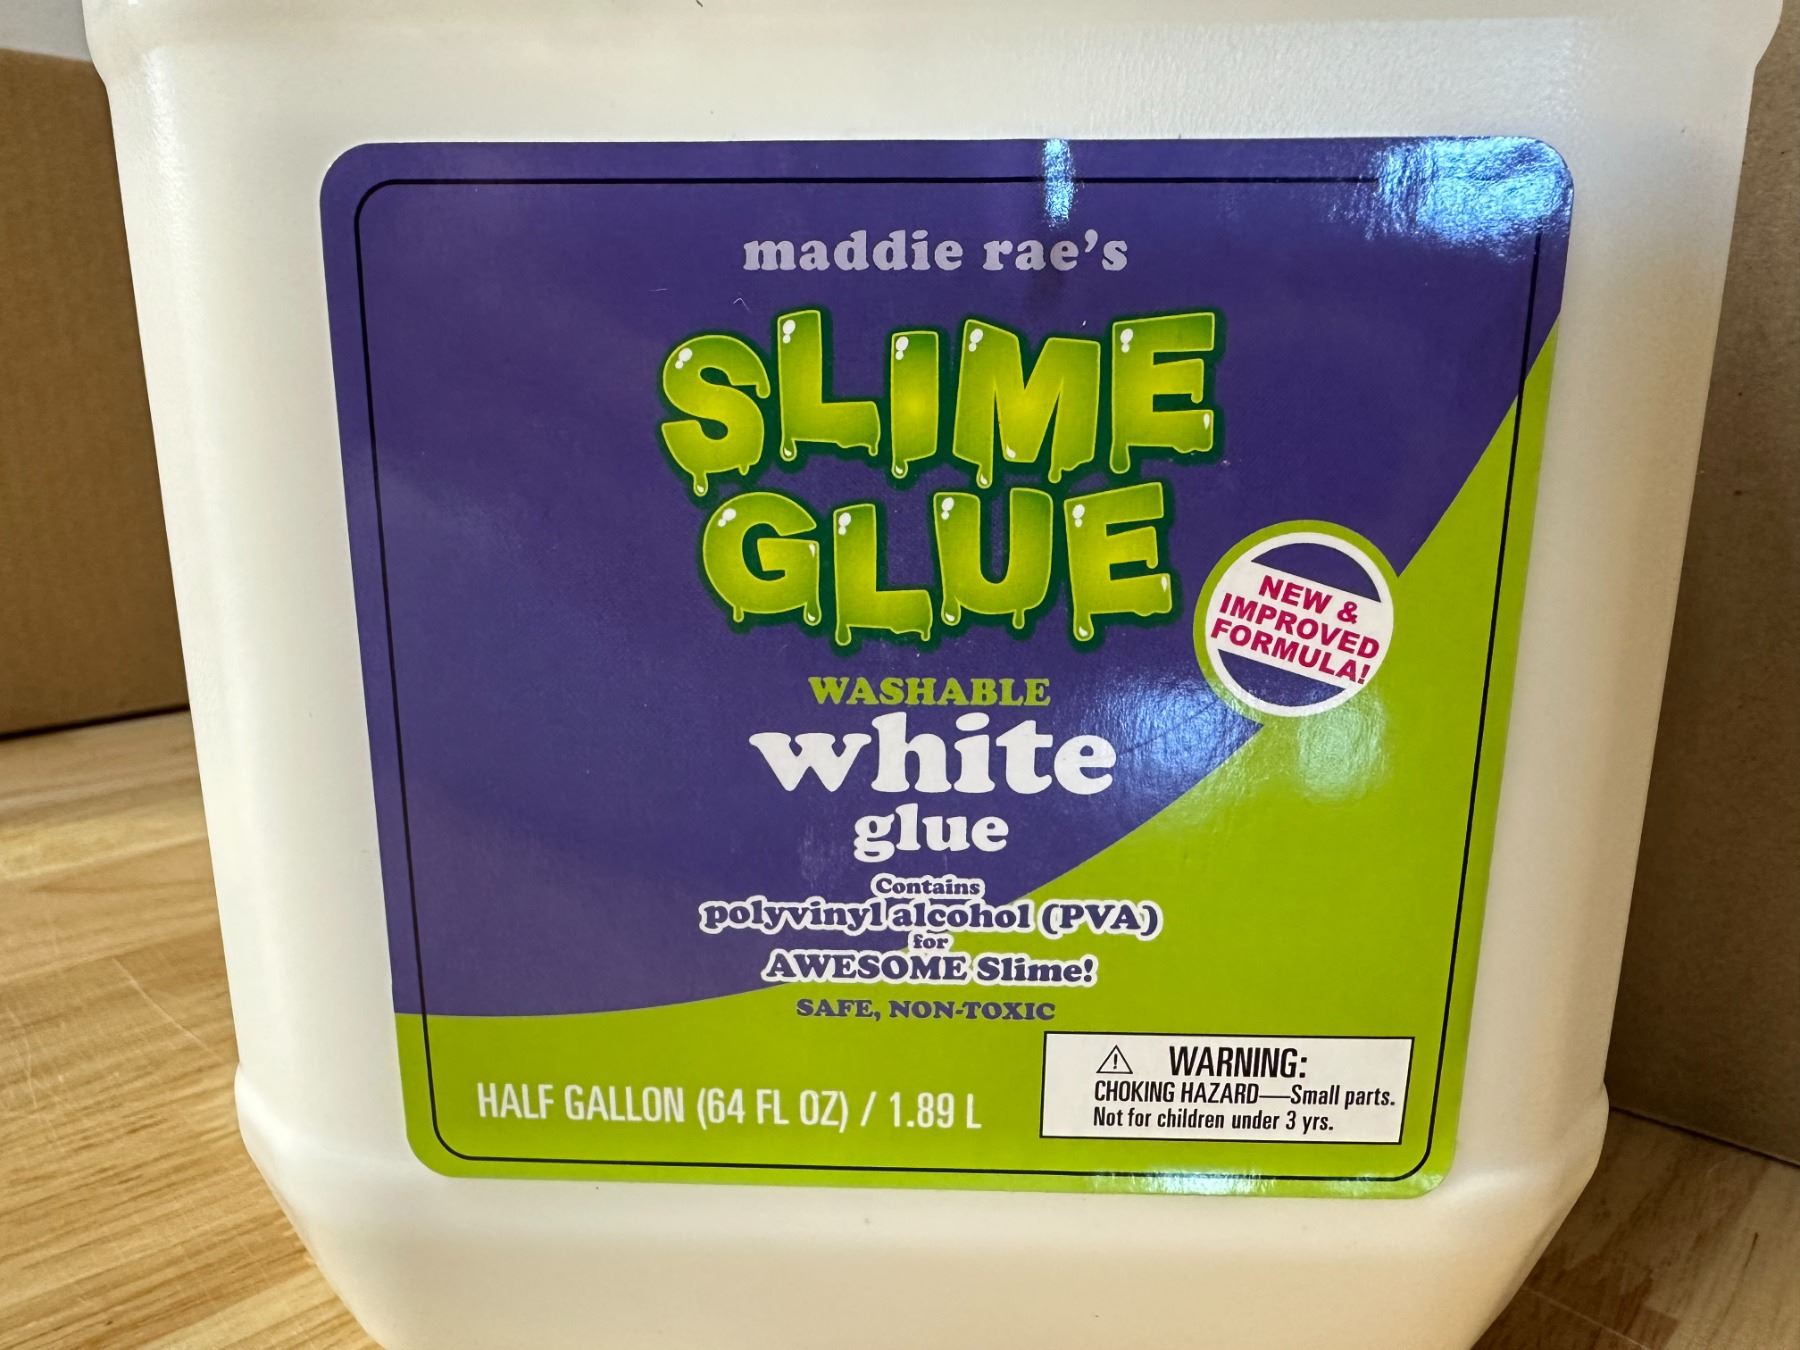 maddie rae's
SLIME
GLUE
NEW &
IMPROVED
FORMULA!
WASHABLE
white
glue
Contains
polyvinyl alcohol (PVA)
for
AWESOME Slime!
SAFE, NON-TOXIC
HALF GALLON (64 FL OZ) / 1.89 L
⚠ WARNING:
CHOKING HAZARD—Small parts.
Not for children under 3 yrs.